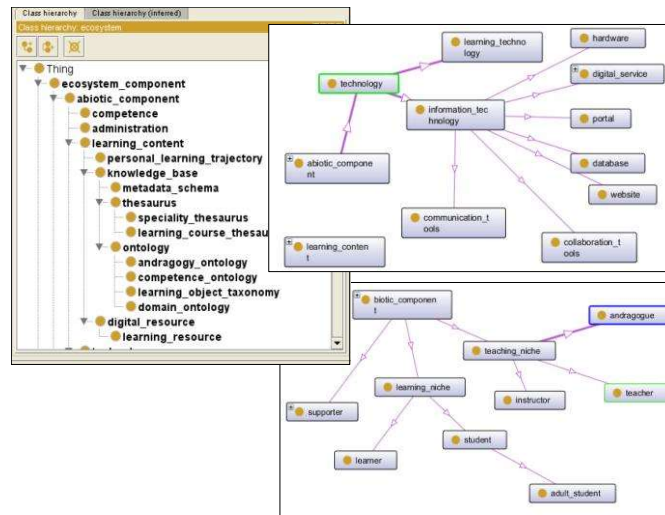 Class hierarchy
Class hierarchy (inferred)
Class hierarchy: ecosystem
Thing
ecosystem_component
abiotic_component
competence
administration
learning_content
personal_learning_trajectory
knowledge_base
metadata_schema
thesaurus
speciality_thesaurus
learning_course_thesau
ontology
andragogy_ontology
competence_ontology
learning_object_taxonomy
domain_ontology
digital_resource
learning_resource
learning_techno
logy
hardware
technology
digital_service
information_tec
hnology
portal
abiotic_compone
nt
database
website
communication_t
ools
learning_conten
t
collaboration_t
ools
biotic_componen
t
andragogue
teaching_niche
learning_niche
teacher
instructor
supporter
student
learner
adult_student